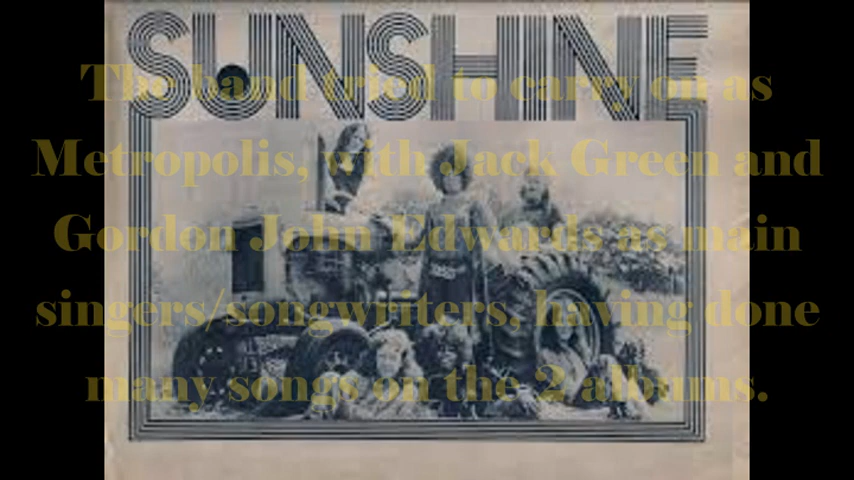 SUNSHINE
The band tried to carry on as
Metropolis, with Jack Green and
Gordon John Edwards as main
singers/songwriters, having done
many songs on the 2 albums.